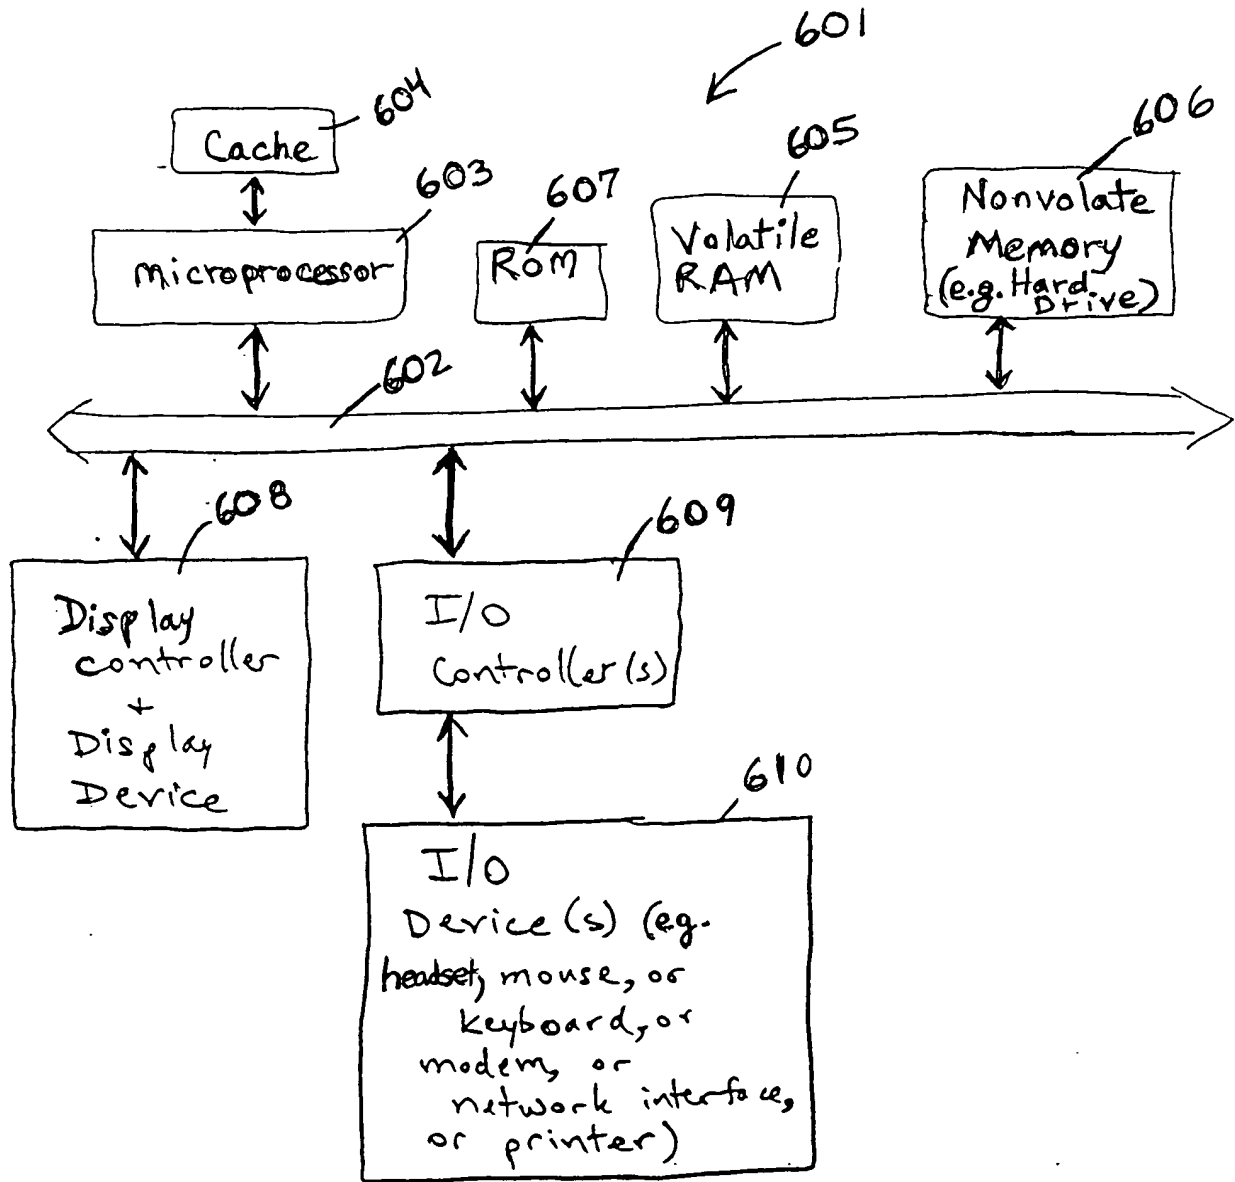 601
604
Cache
603
microprocessor
607
ROM
605
Volatile
RAM
606
Nonvolate
Memory
(e.g. Hard
Drive)
602
608
Display
controller
+
Display
Device
609
I/O
Controller(s)
610
I/O
Device(s) (e.g.
headset, mouse, or
keyboard, or
modem, or
network interface,
or printer)